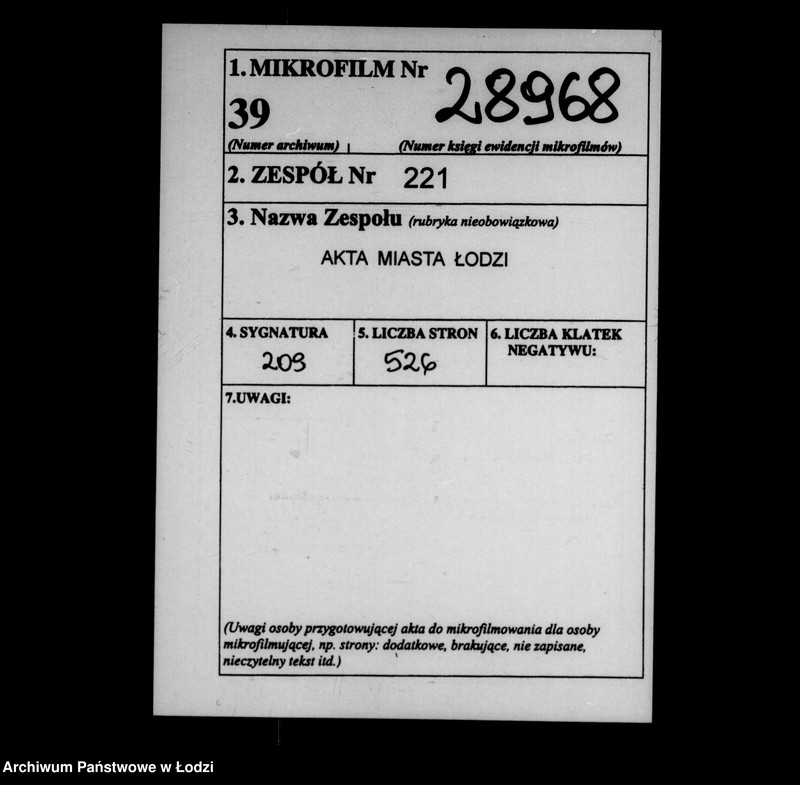 1. MIKROFILM Nr 28968
39
(Numer archiwum) (Numer księgi ewidencji mikrofilmów)
2. ZESPÓŁ Nr 221
3. Nazwa Zespołu (rubryka nieobowiązkowa)
AKTA MIASTA ŁODZI
4. SYGNATURA 5. LICZBA STRON 6. LICZBA KLATEK
NEGATYWU:
209 526
7.UWAGI:
(Uwagi osoby przygotowującej akta do mikrofilmowania dla osoby
mikrofilmującej, np. strony: dodatkowe, brakujące, nie zapisane,
nieczytelny tekst itd.)
Archiwum Państwowe w Łodzi